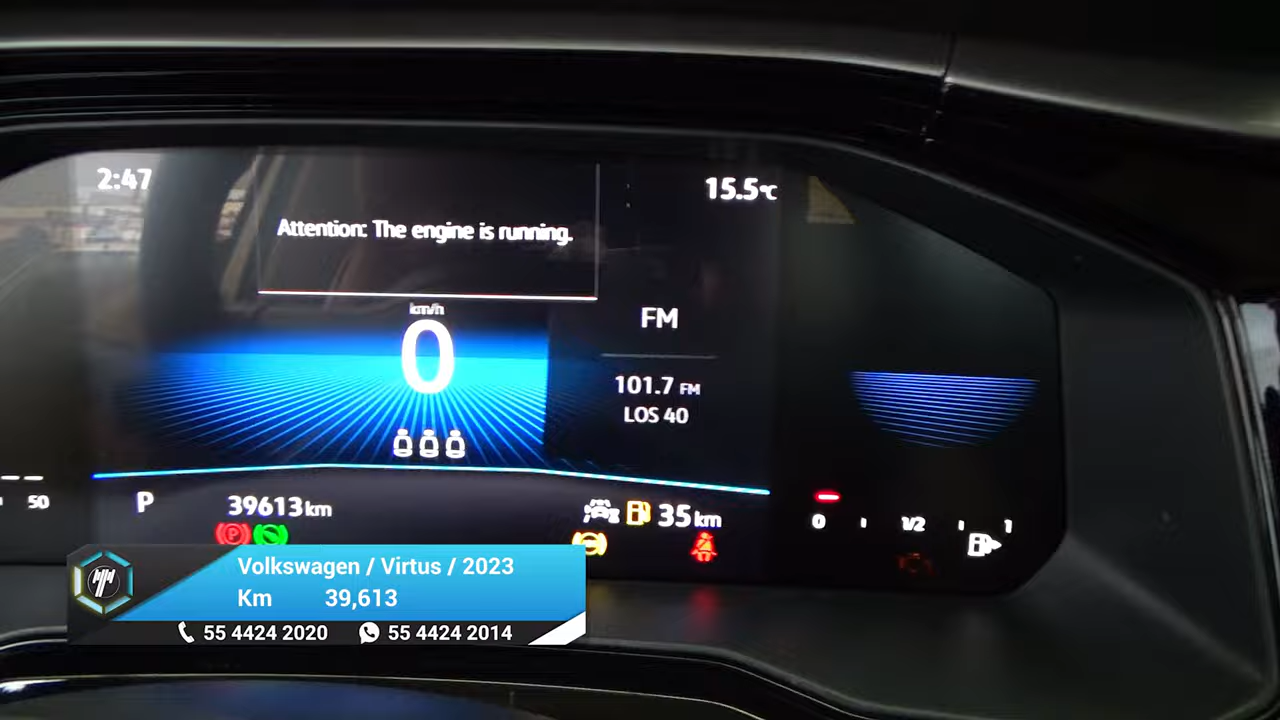 2:47
15.5°C
Attention: The engine is running.
km/h
0
FM
101.7 FM
LOS 40
50
P
39613 km
35 km
0 1/2 1
Volkswagen / Virtus / 2023
Km 39,613
55 4424 2020 55 4424 2014